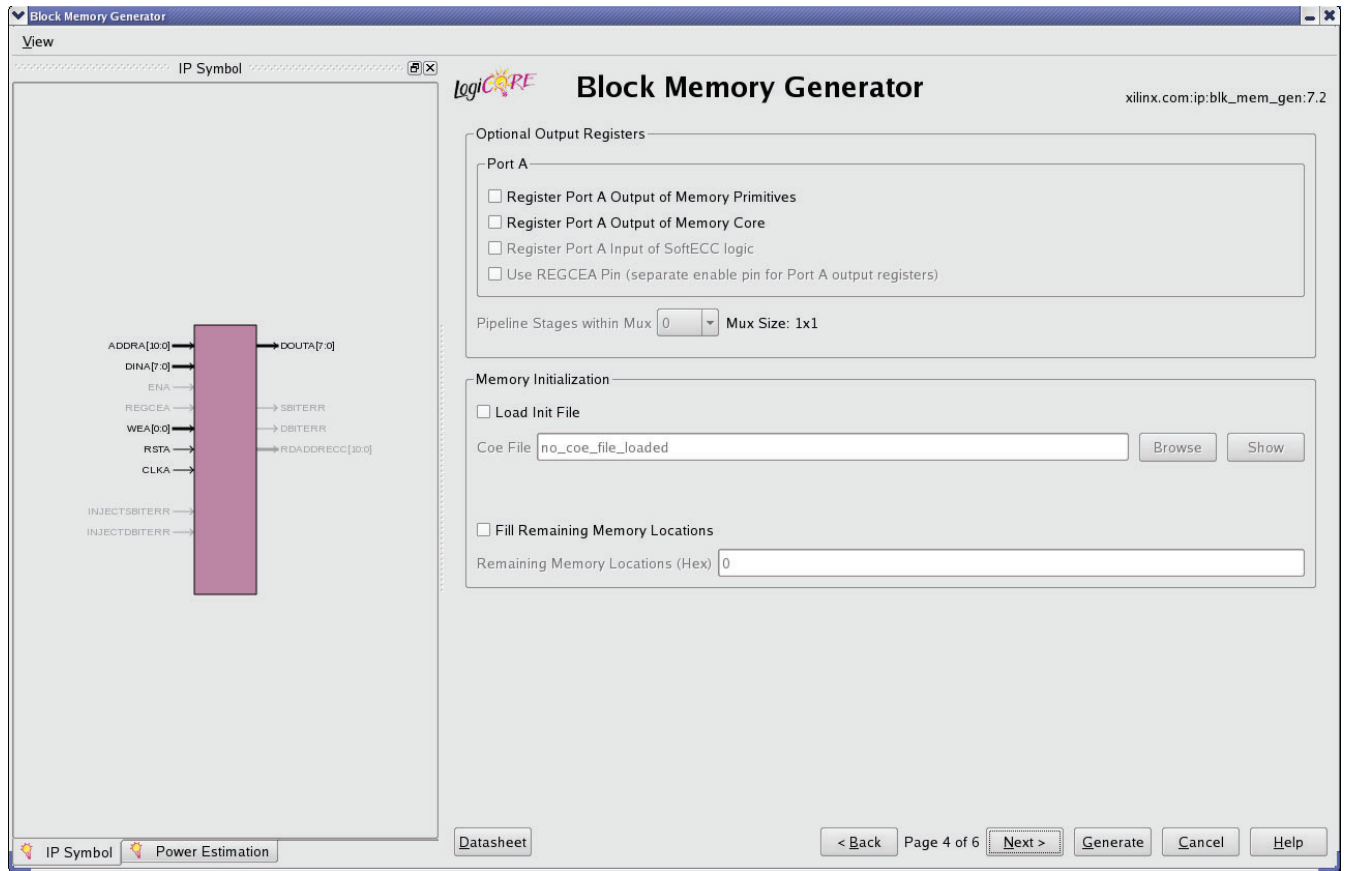 Block Memory Generator
View
IP Symbol
ADDRA[10:0]
DOUTA[7:0]
DINA[7:0]
ENA
REGCEA
SBITERR
WEA[0:0]
DBITERR
RSTA
RDADDRECC[10:0]
CLKA
INJECTSBITERR
INJECTDBITERR
IP Symbol
Power Estimation
logiCORE
Block Memory Generator
xilinx.com:ip:blk_mem_gen:7.2
Optional Output Registers
Port A
Register Port A Output of Memory Primitives
Register Port A Output of Memory Core
Register Port A Input of SoftECC logic
Use REGCEA Pin (separate enable pin for Port A output registers)
Pipeline Stages within Mux 0 Mux Size: 1x1
Memory Initialization
Load Init File
Coe File no_coe_file_loaded Browse Show
Fill Remaining Memory Locations
Remaining Memory Locations (Hex) 0
Datasheet < Back Page 4 of 6 Next > Generate Cancel Help